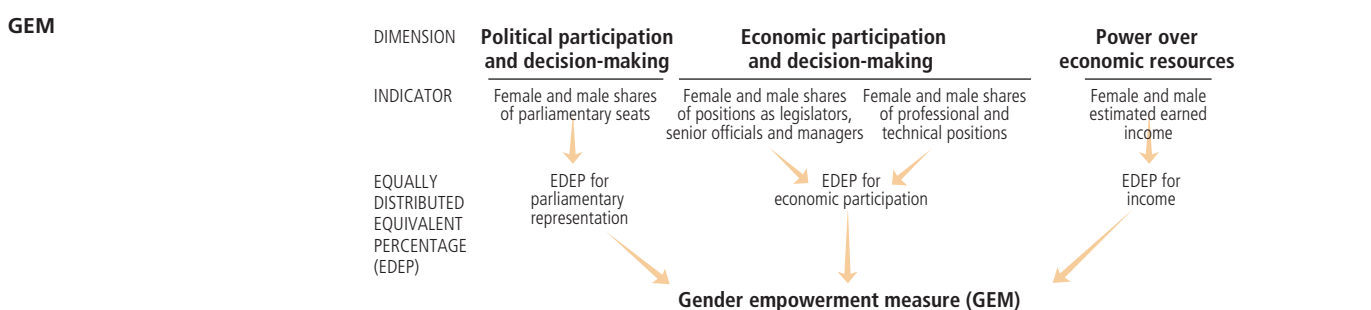 GEM
DIMENSION
Political participation
and decision-making
Economic participation
and decision-making
Power over
economic resources
INDICATOR
Female and male shares
of parliamentary seats
Female and male shares
of positions as legislators,
senior officials and managers
Female and male shares
of professional and
technical positions
Female and male
estimated earned
income
EQUALLY
DISTRIBUTED
EQUIVALENT
PERCENTAGE
(EDEP)
EDEP for
parliamentary
representation
EDEP for
economic participation
EDEP for
income
Gender empowerment measure (GEM)